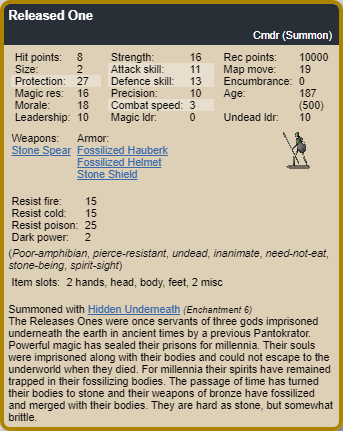 Released One
Cmdr (Summon)
Hit points: 8 Strength: 16 Rec points: 10000
Size: 2 Attack skill: 11 Map move: 19
Protection: 27 Defence skill: 13 Encumbrance: 0
Magic res: 16 Precision: 10 Age: 187
Morale: 18 Combat speed: 3 (500)
Leadership: 10 Magic ldr: 0 Undead ldr: 10
Weapons: Armor:
Stone Spear Fossilized Hauberk
Fossilized Helmet
Stone Shield
Resist fire: 15
Resist cold: 15
Resist poison: 25
Dark power: 2
(Poor-amphibian, pierce-resistant, undead, inanimate, need-not-eat,
stone-being, spirit-sight)
Item slots: 2 hands, head, body, feet, 2 misc
Summoned with Hidden Underneath (Enchantment 6)
The Releases Ones were once servants of three gods imprisoned
underneath the earth in ancient times by a previous Pantokrator.
Powerful magic has sealed their prisons for millennia. Their souls
were imprisoned along with their bodies and could not escape to the
underworld when they died. For millennia their spirits have remained
trapped in their fossilizing bodies. The passage of time has turned
their bodies to stone and their weapons of bronze have fossilized
and merged with their bodies. They are hard as stone, but somewhat
brittle.